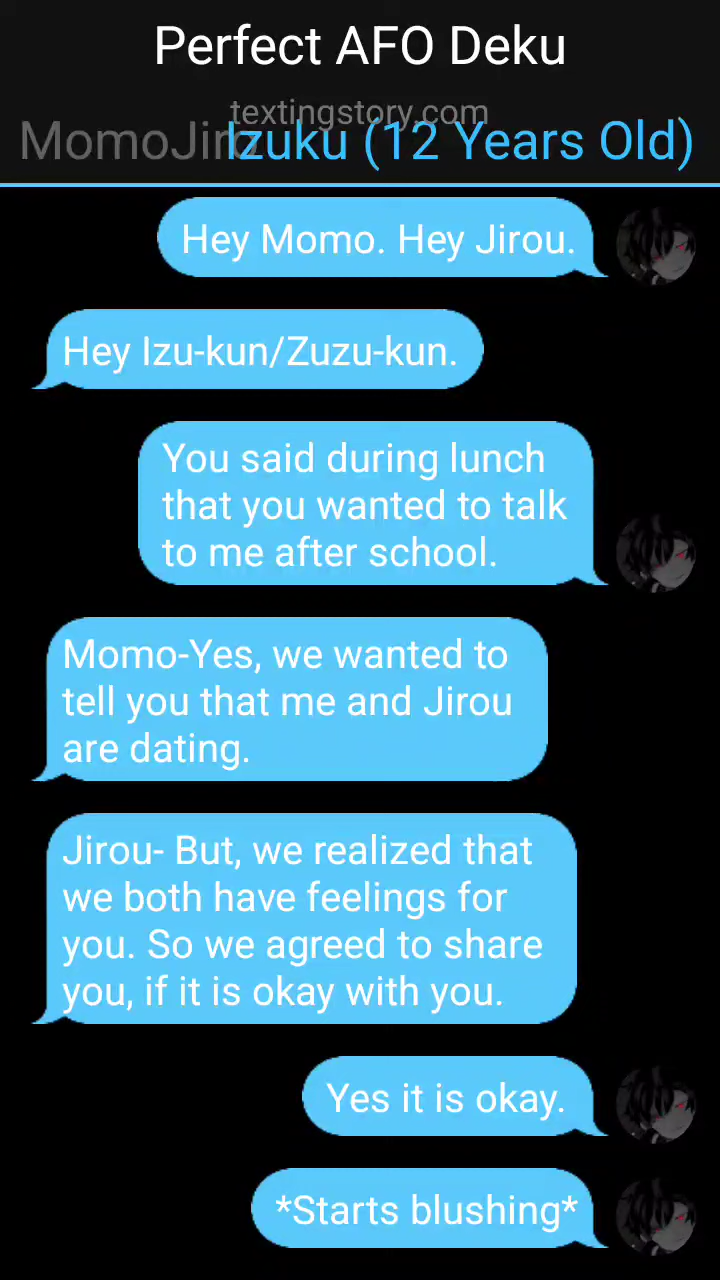 Perfect AFO Deku
textingstory.com
MomoJiro
Izuku (12 Years Old)
Hey Momo. Hey Jirou.
Hey Izu-kun/Zuzu-kun.
You said during lunch
that you wanted to talk
to me after school.
Momo-Yes, we wanted to
tell you that me and Jirou
are dating.
Jirou- But, we realized that
we both have feelings for
you. So we agreed to share
you, if it is okay with you.
Yes it is okay.
*Starts blushing*